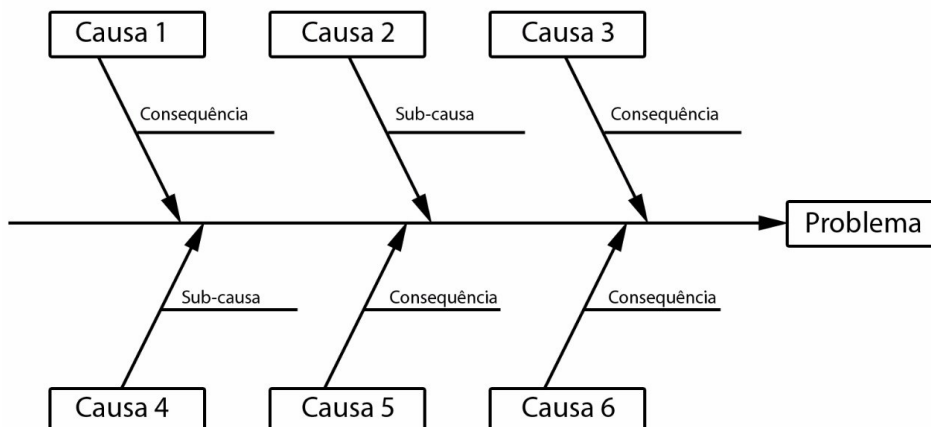 Causa 1
Causa 2
Causa 3
Consequência
Sub-causa
Consequência
Problema
Sub-causa
Consequência
Consequência
Causa 4
Causa 5
Causa 6